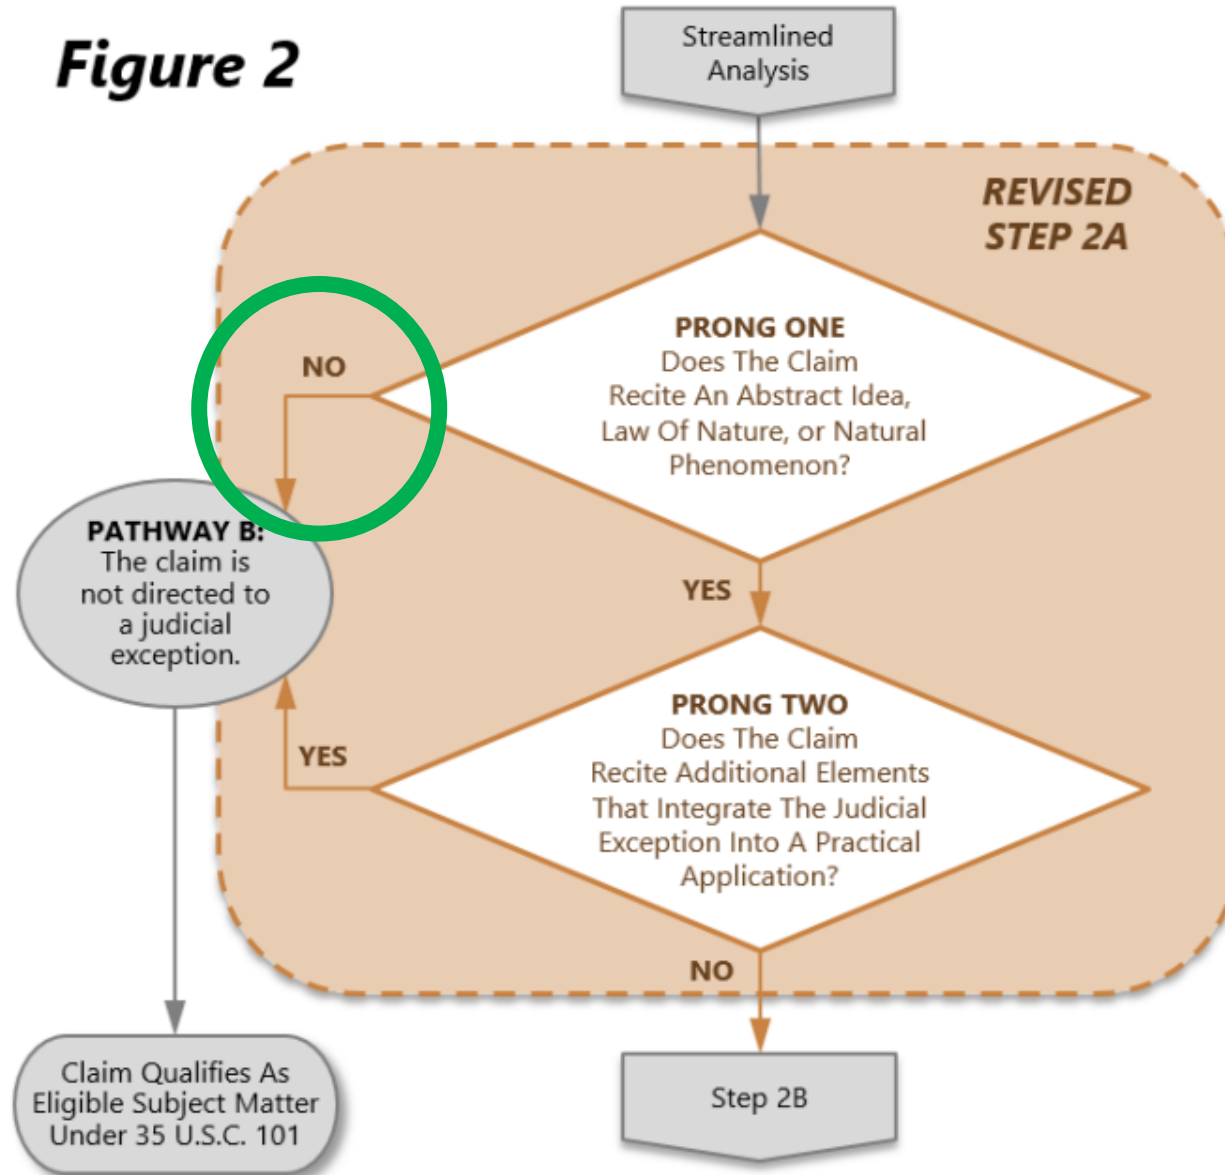 Figure 2
Streamlined
Analysis
REVISED
STEP 2A
PRONG ONE
Does The Claim
Recite An Abstract Idea,
Law Of Nature, or Natural
Phenomenon?
NO
PATHWAY B:
The claim is
not directed to
a judicial
exception.
YES
PRONG TWO
Does The Claim
Recite Additional Elements
That Integrate The Judicial
Exception Into A Practical
Application?
YES
NO
Claim Qualifies As
Eligible Subject Matter
Under 35 U.S.C. 101
Step 2B